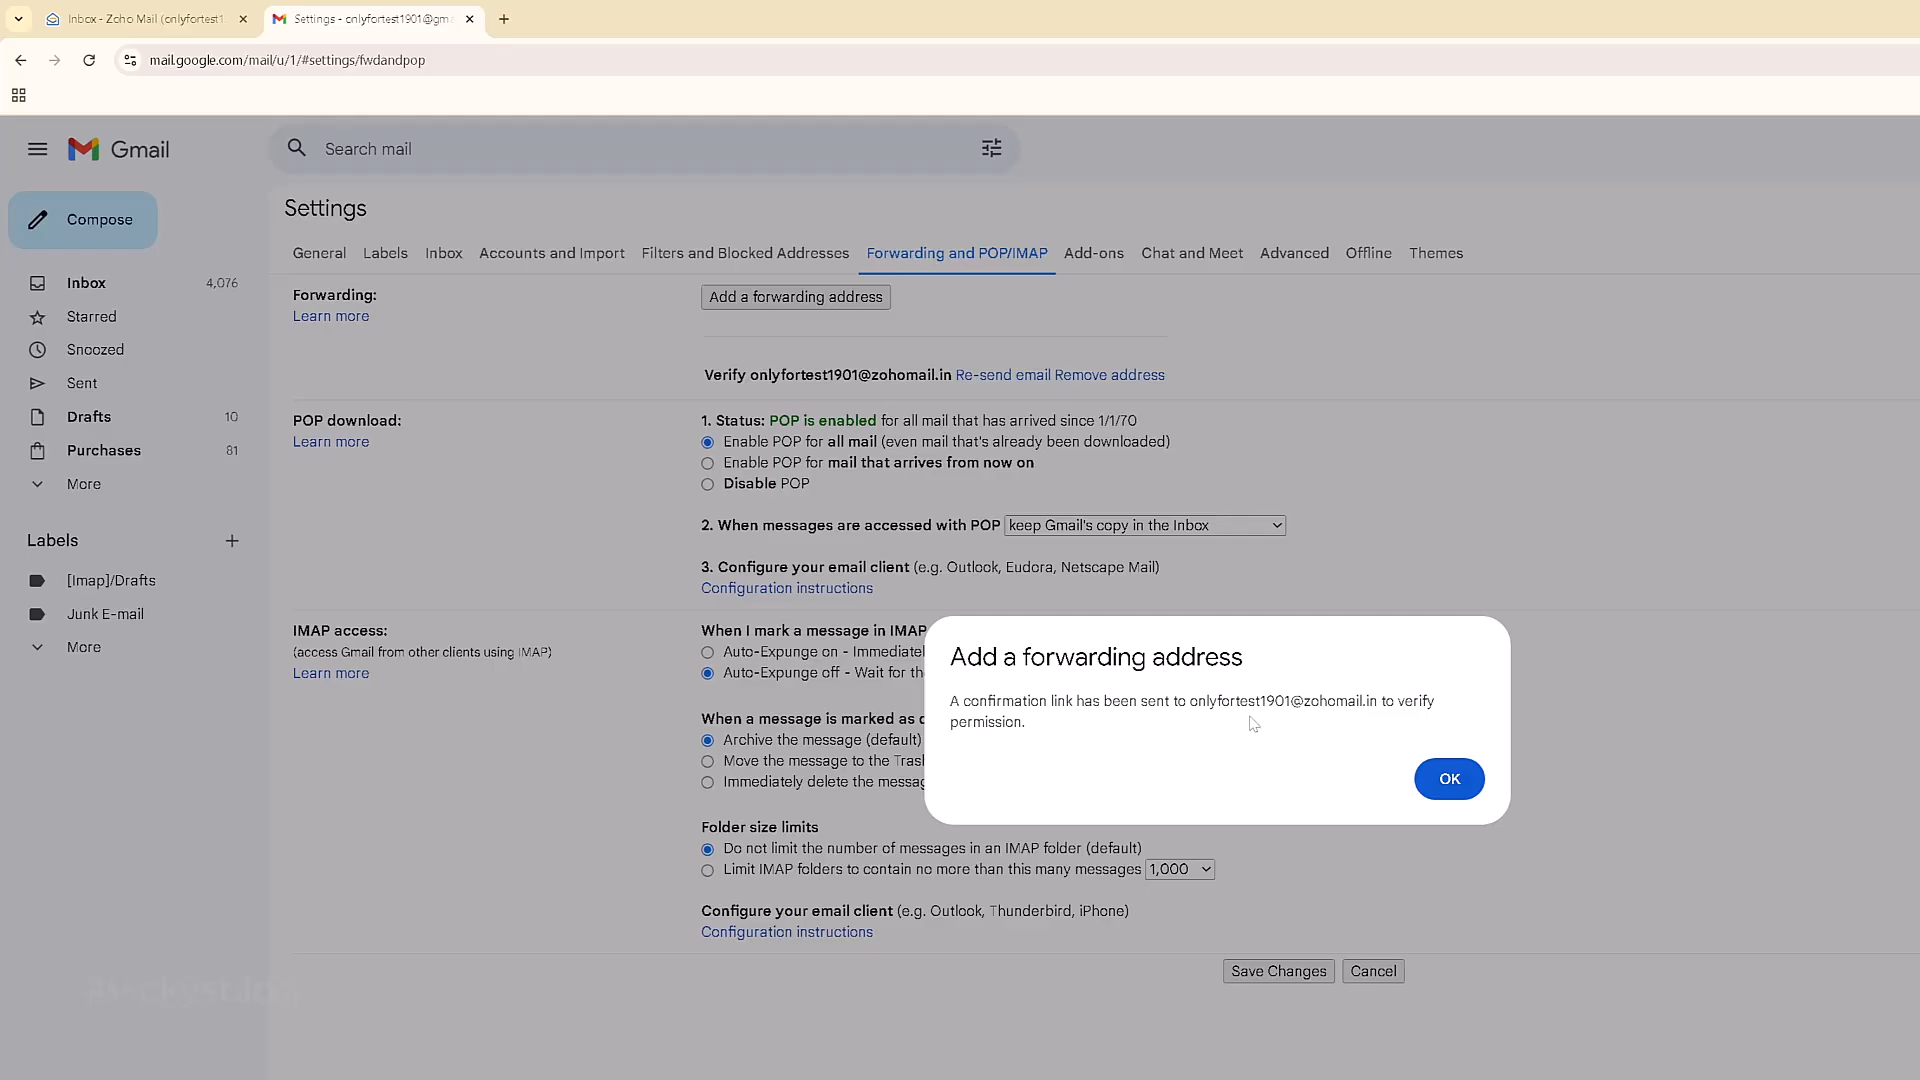 Inbox - Zoho Mail (onlyfortest1
Settings - onlyfortest1901@gm
mail.google.com/mail/u/1/#settings/fwdandpop
Gmail
Search mail
Compose
Inbox 4,076
Starred
Snoozed
Sent
Drafts 10
Purchases 81
More
Labels
[Imap]/Drafts
Junk E-mail
More
Settings
General Labels Inbox Accounts and Import Filters and Blocked Addresses Forwarding and POP/IMAP Add-ons Chat and Meet Advanced Offline Themes
Forwarding:
Learn more
Add a forwarding address
Verify onlyfortest1901@zohomail.in Re-send email Remove address
POP download:
Learn more
1. Status: POP is enabled for all mail that has arrived since 1/1/70
Enable POP for all mail (even mail that's already been downloaded)
Enable POP for mail that arrives from now on
Disable POP
2. When messages are accessed with POP keep Gmail's copy in the Inbox
3. Configure your email client (e.g. Outlook, Eudora, Netscape Mail)
Configuration instructions
IMAP access:
(access Gmail from other clients using IMAP)
Learn more
When I mark a message in IMAP
Auto-Expunge on - Immediatel
Auto-Expunge off - Wait for th
When a message is marked as d
Archive the message (default)
Move the message to the Trash
Immediately delete the messag
Folder size limits
Do not limit the number of messages in an IMAP folder (default)
Limit IMAP folders to contain no more than this many messages 1,000
Configure your email client (e.g. Outlook, Thunderbird, iPhone)
Configuration instructions
Save Changes Cancel
Add a forwarding address
A confirmation link has been sent to onlyfortest1901@zohomail.in to verify
permission.
OK